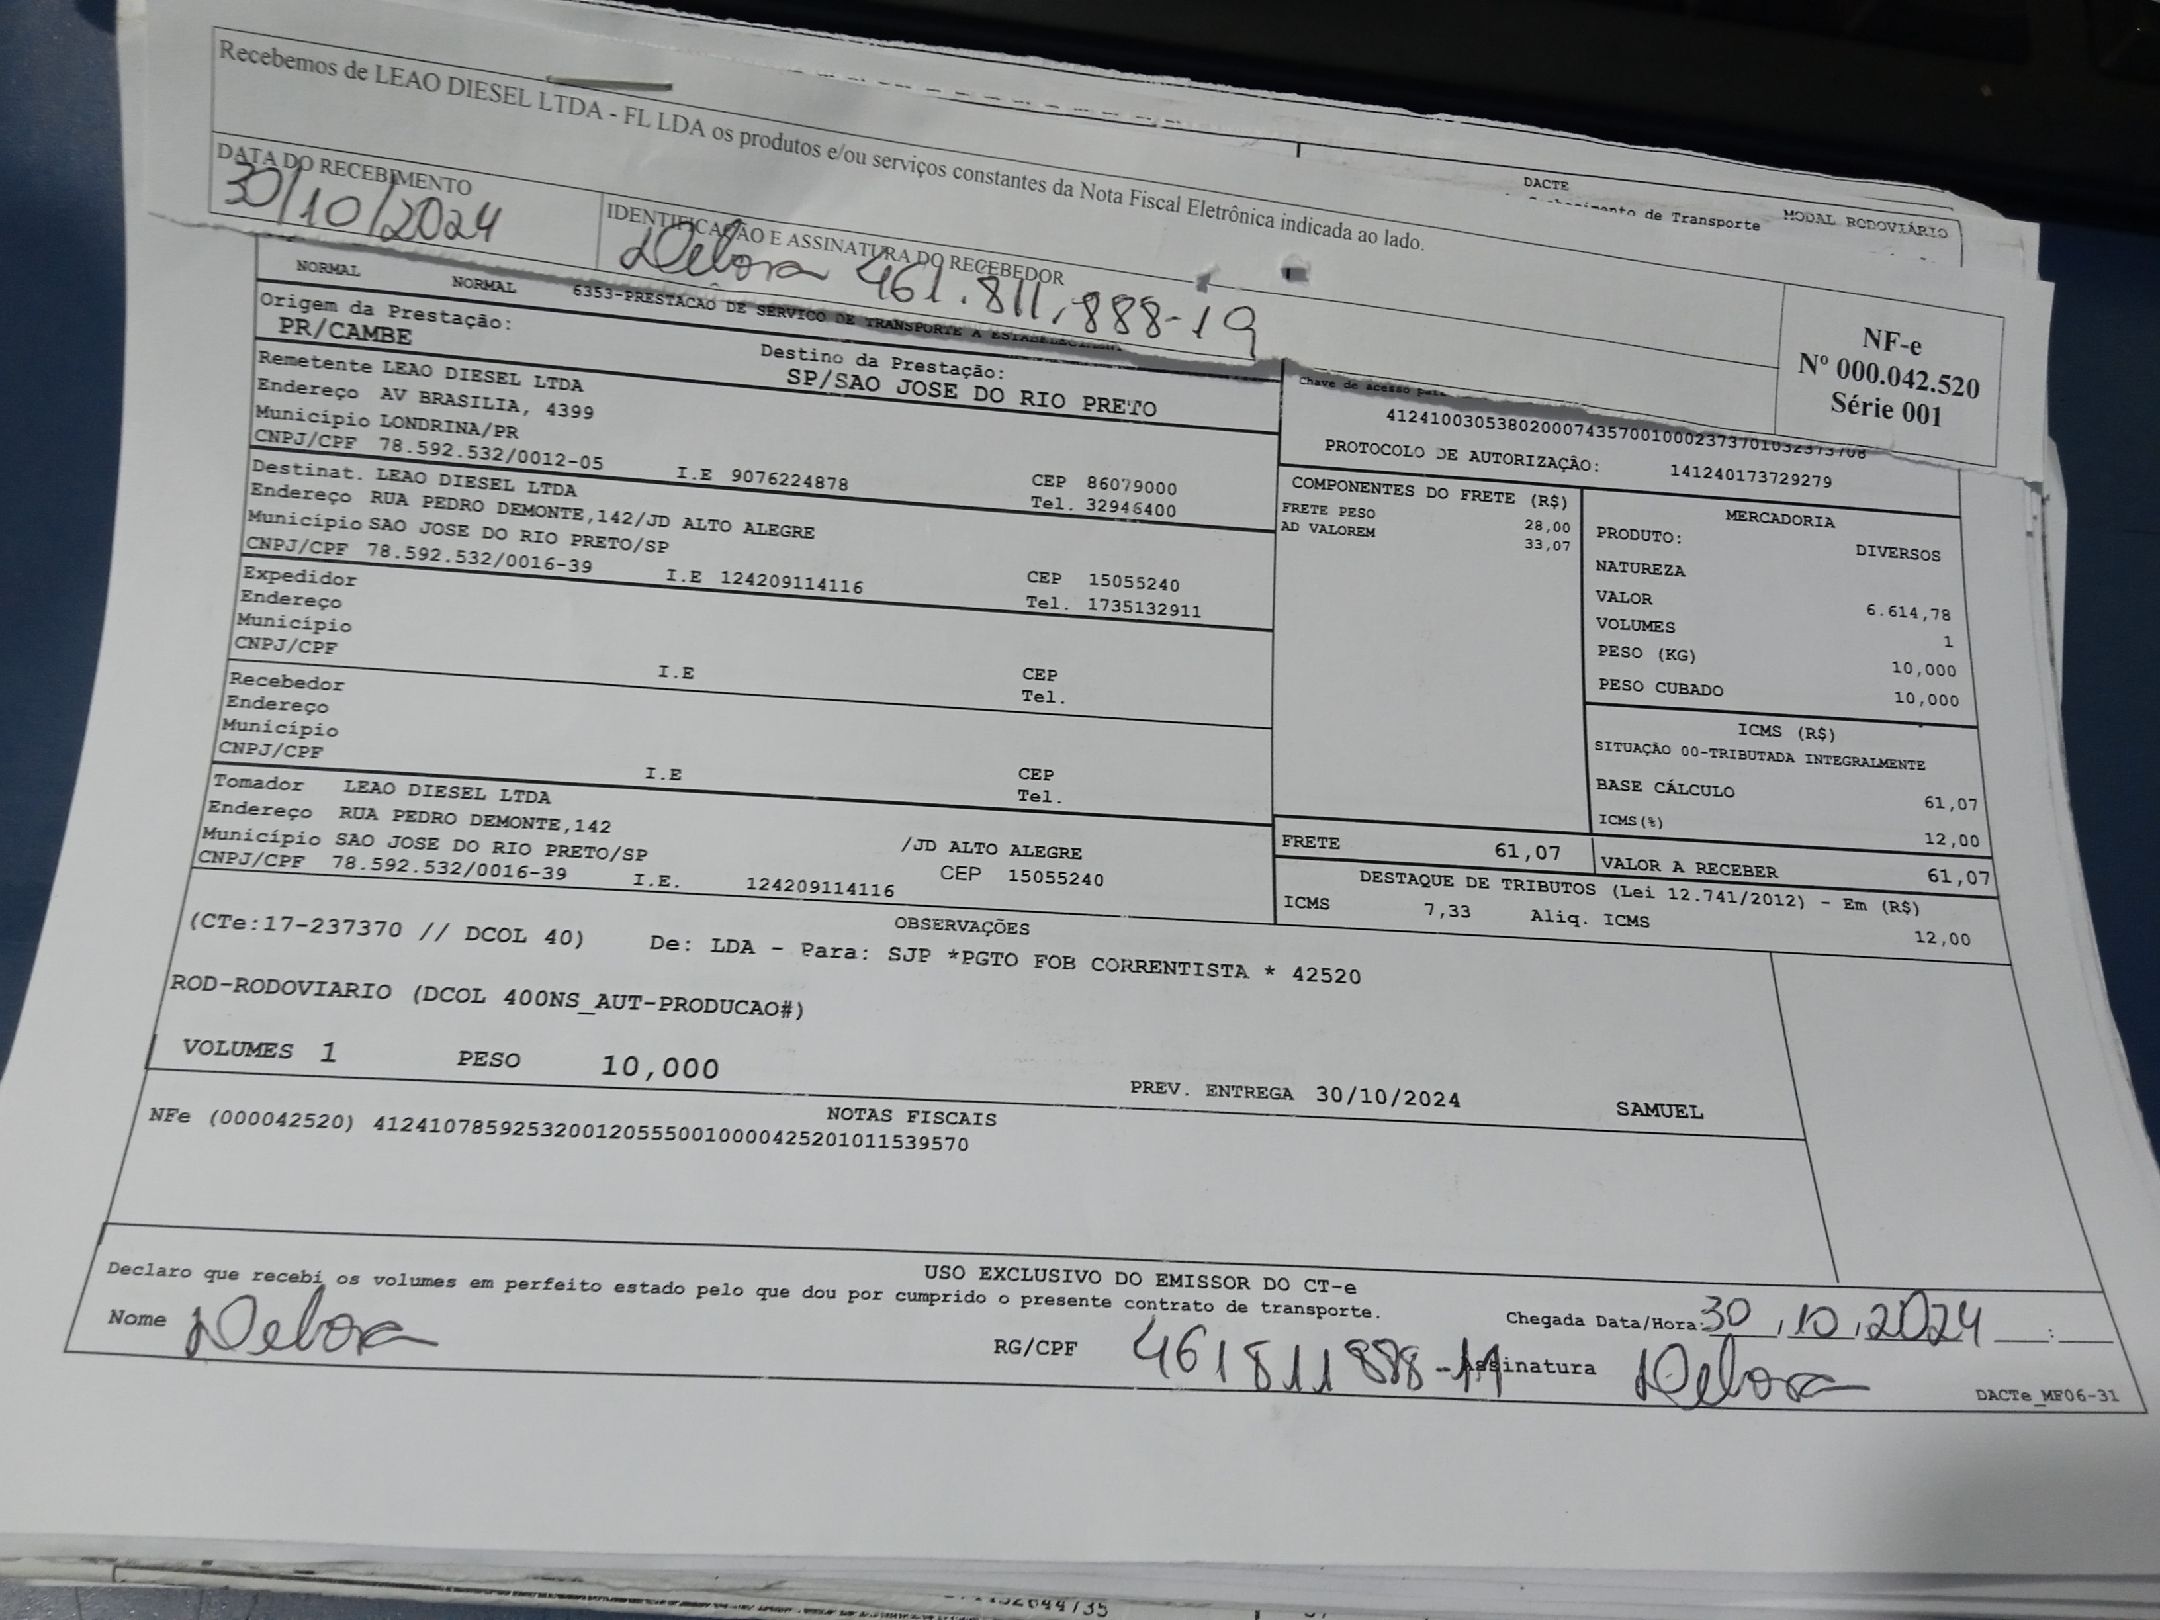 Recebemos de LEAO DIESEL LTDA - FL LDA os produtos e/ou serviços constantes da Nota Fiscal Eletrônica indicada ao lado.
DATA DO RECEBIMENTO
30/10/2024
IDENTIFICAÇÃO E ASSINATURA DO RECEBEDOR
Debora 461.811.888-19
NF-e
Nº 000.042.520
Série 001
DACTE
de Transporte
MODAL RODOVIÁRIO
NORMAL NORMAL 6353-PRESTACAO DE SERVICO DE TRANSPORTE A
Origem da Prestação:
PR/CAMBE
Destino da Prestação:
SP/SAO JOSE DO RIO PRETO
Remetente LEAO DIESEL LTDA
Endereço AV BRASILIA, 4399
Município LONDRINA/PR
CNPJ/CPF 78.592.532/0012-05 I.E 9076224878
CEP 86079000
Tel. 32946400
Destinat. LEAO DIESEL LTDA
Endereço RUA PEDRO DEMONTE,142/JD ALTO ALEGRE
Município SAO JOSE DO RIO PRETO/SP
CNPJ/CPF 78.592.532/0016-39 I.E 124209114116
CEP 15055240
Tel. 1735132911
Expedidor
Endereço
Município
CNPJ/CPF I.E
CEP
Tel.
Recebedor
Endereço
Município
CNPJ/CPF I.E
CEP
Tel.
Tomador LEAO DIESEL LTDA
Endereço RUA PEDRO DEMONTE,142 /JD ALTO ALEGRE
Município SAO JOSE DO RIO PRETO/SP CEP 15055240
CNPJ/CPF 78.592.532/0016-39 I.E. 124209114116
Chave de acesso
41241003053802000743570010002373701032373708
PROTOCOLO DE AUTORIZAÇÃO: 141240173729279
COMPONENTES DO FRETE (R$)
FRETE PESO 28,00
AD VALOREM 33,07
MERCADORIA
PRODUTO: DIVERSOS
NATUREZA
VALOR 6.614,78
VOLUMES 1
PESO (KG) 10,000
PESO CUBADO 10,000
ICMS (R$)
SITUAÇÃO 00-TRIBUTADA INTEGRALMENTE
BASE CÁLCULO 61,07
ICMS(%) 12,00
FRETE 61,07
VALOR A RECEBER 61,07
DESTAQUE DE TRIBUTOS (Lei 12.741/2012) - Em (R$)
ICMS 7,33 Aliq. ICMS 12,00
OBSERVAÇÕES
(CTe:17-237370 // DCOL 40) De: LDA - Para: SJP *PGTO FOB CORRENTISTA * 42520
ROD-RODOVIARIO (DCOL 400NS_AUT-PRODUCAO#)
VOLUMES 1 PESO 10,000 PREV. ENTREGA 30/10/2024 SAMUEL
NOTAS FISCAIS
NFe (000042520) 41241078592532001205550010000425201011539570
USO EXCLUSIVO DO EMISSOR DO CT-e
Declaro que recebi os volumes em perfeito estado pelo que dou por cumprido o presente contrato de transporte.
Chegada Data/Hora: 30,10,2024 __:__
Nome Debora RG/CPF 461811888-19 Assinatura Debora
DACTe_MF06-31